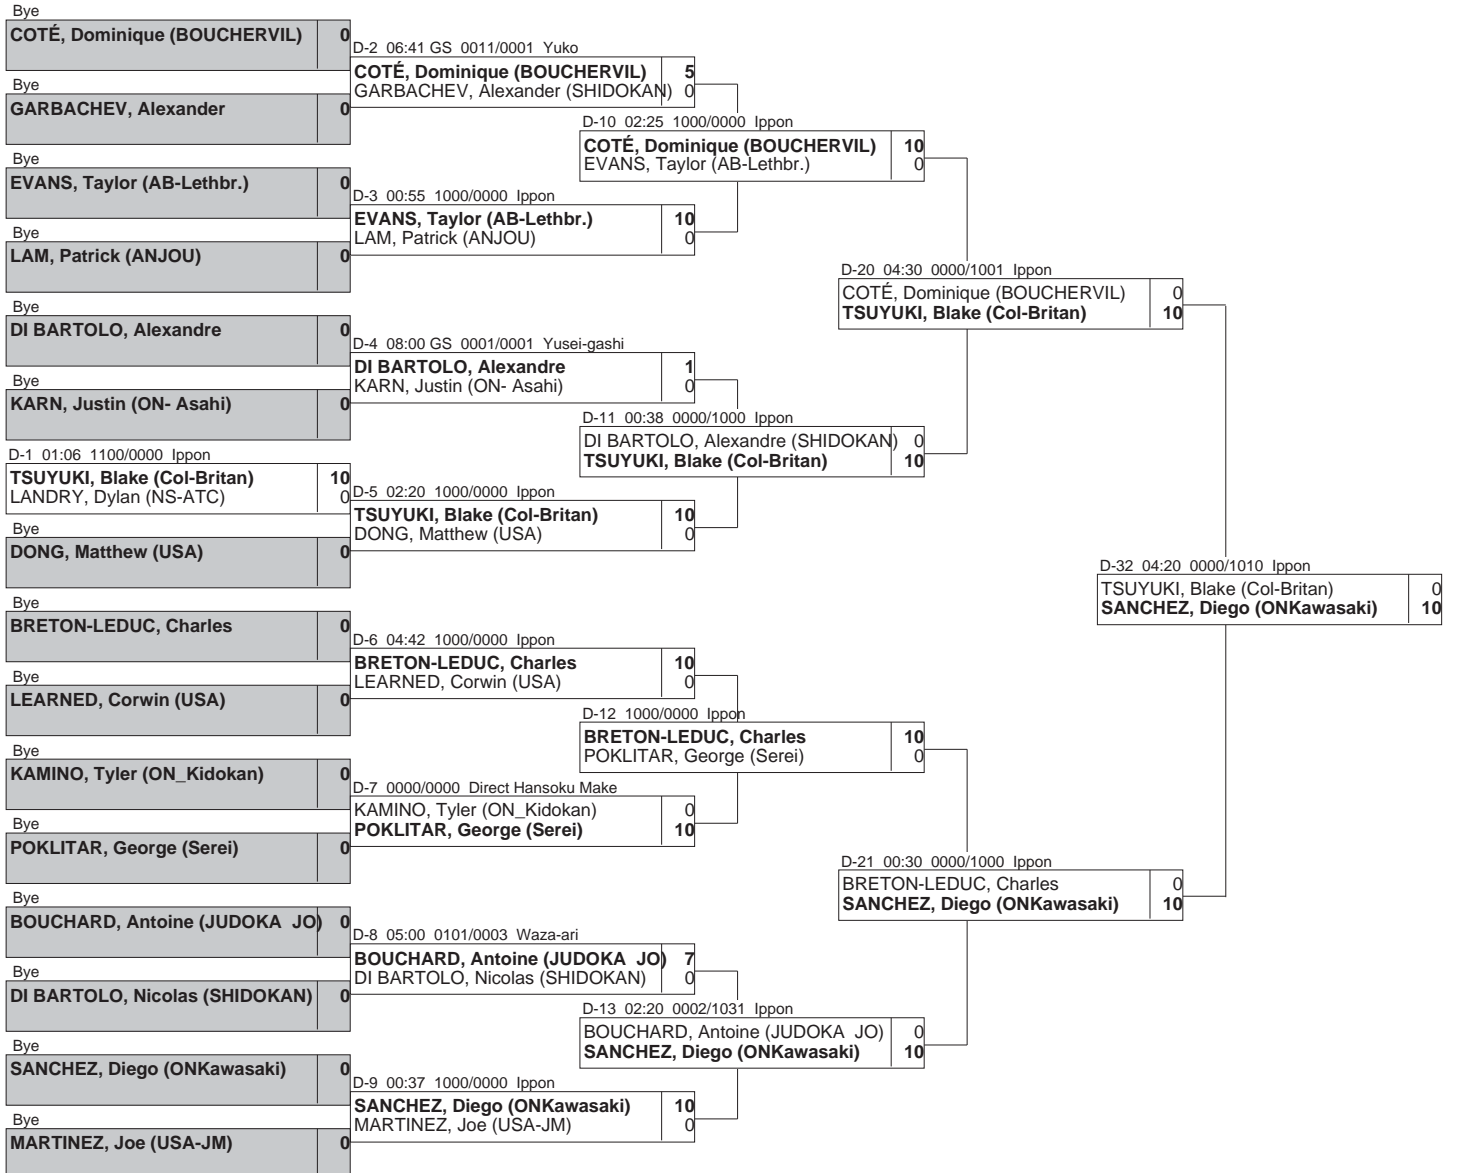 Bye
COTÉ, Dominique (BOUCHERVIL) 0
Bye
GARBACHEV, Alexander 0
Bye
EVANS, Taylor (AB-Lethbr.) 0
Bye
LAM, Patrick (ANJOU) 0
Bye
DI BARTOLO, Alexandre 0
Bye
KARN, Justin (ON- Asahi) 0
D-1 01:06 1100/0000 Ippon
TSUYUKI, Blake (Col-Britan) 10
LANDRY, Dylan (NS-ATC) 0
Bye
DONG, Matthew (USA) 0
Bye
BRETON-LEDUC, Charles 0
Bye
LEARNED, Corwin (USA) 0
Bye
KAMINO, Tyler (ON_Kidokan) 0
Bye
POKLITAR, George (Serei) 0
Bye
BOUCHARD, Antoine (JUDOKA JO) 0
Bye
DI BARTOLO, Nicolas (SHIDOKAN) 0
Bye
SANCHEZ, Diego (ONKawasaki) 0
Bye
MARTINEZ, Joe (USA-JM) 0
D-2 06:41 GS 0011/0001 Yuko
COTÉ, Dominique (BOUCHERVIL) 5
GARBACHEV, Alexander (SHIDOKAN) 0
D-3 00:55 1000/0000 Ippon
EVANS, Taylor (AB-Lethbr.) 10
LAM, Patrick (ANJOU) 0
D-4 08:00 GS 0001/0001 Yusei-gashi
DI BARTOLO, Alexandre 1
KARN, Justin (ON- Asahi) 0
D-5 02:20 1000/0000 Ippon
TSUYUKI, Blake (Col-Britan) 10
DONG, Matthew (USA) 0
D-6 04:42 1000/0000 Ippon
BRETON-LEDUC, Charles 10
LEARNED, Corwin (USA) 0
D-7 0000/0000 Direct Hansoku Make
KAMINO, Tyler (ON_Kidokan) 0
POKLITAR, George (Serei) 10
D-8 05:00 0101/0003 Waza-ari
BOUCHARD, Antoine (JUDOKA JO) 7
DI BARTOLO, Nicolas (SHIDOKAN) 0
D-9 00:37 1000/0000 Ippon
SANCHEZ, Diego (ONKawasaki) 10
MARTINEZ, Joe (USA-JM) 0
D-10 02:25 1000/0000 Ippon
COTÉ, Dominique (BOUCHERVIL) 10
EVANS, Taylor (AB-Lethbr.) 0
D-11 00:38 0000/1000 Ippon
DI BARTOLO, Alexandre (SHIDOKAN) 0
TSUYUKI, Blake (Col-Britan) 10
D-12 1000/0000 Ippon
BRETON-LEDUC, Charles 10
POKLITAR, George (Serei) 0
D-13 02:20 0002/1031 Ippon
BOUCHARD, Antoine (JUDOKA JO) 0
SANCHEZ, Diego (ONKawasaki) 10
D-20 04:30 0000/1001 Ippon
COTÉ, Dominique (BOUCHERVIL) 0
TSUYUKI, Blake (Col-Britan) 10
D-21 00:30 0000/1000 Ippon
BRETON-LEDUC, Charles 0
SANCHEZ, Diego (ONKawasaki) 10
D-32 04:20 0000/1010 Ippon
TSUYUKI, Blake (Col-Britan) 0
SANCHEZ, Diego (ONKawasaki) 10